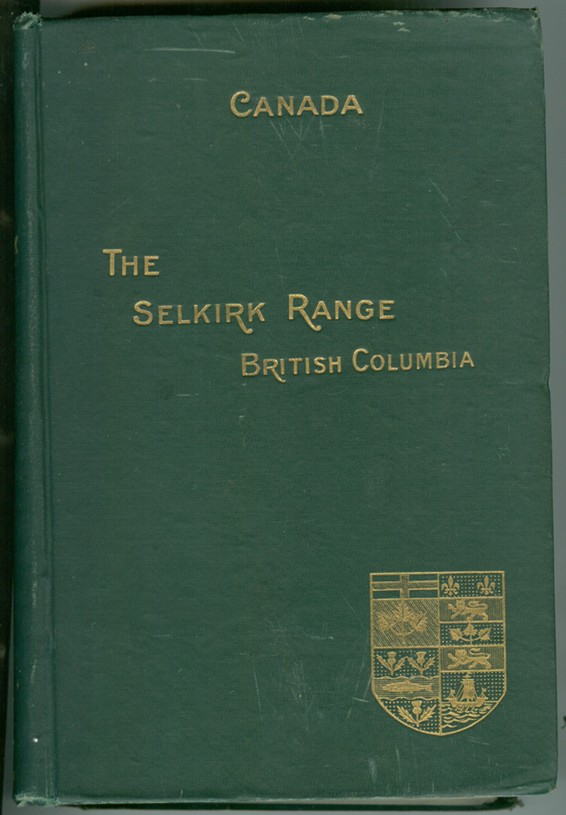 CANADA
THE
SELKIRK RANGE
BRITISH COLUMBIA